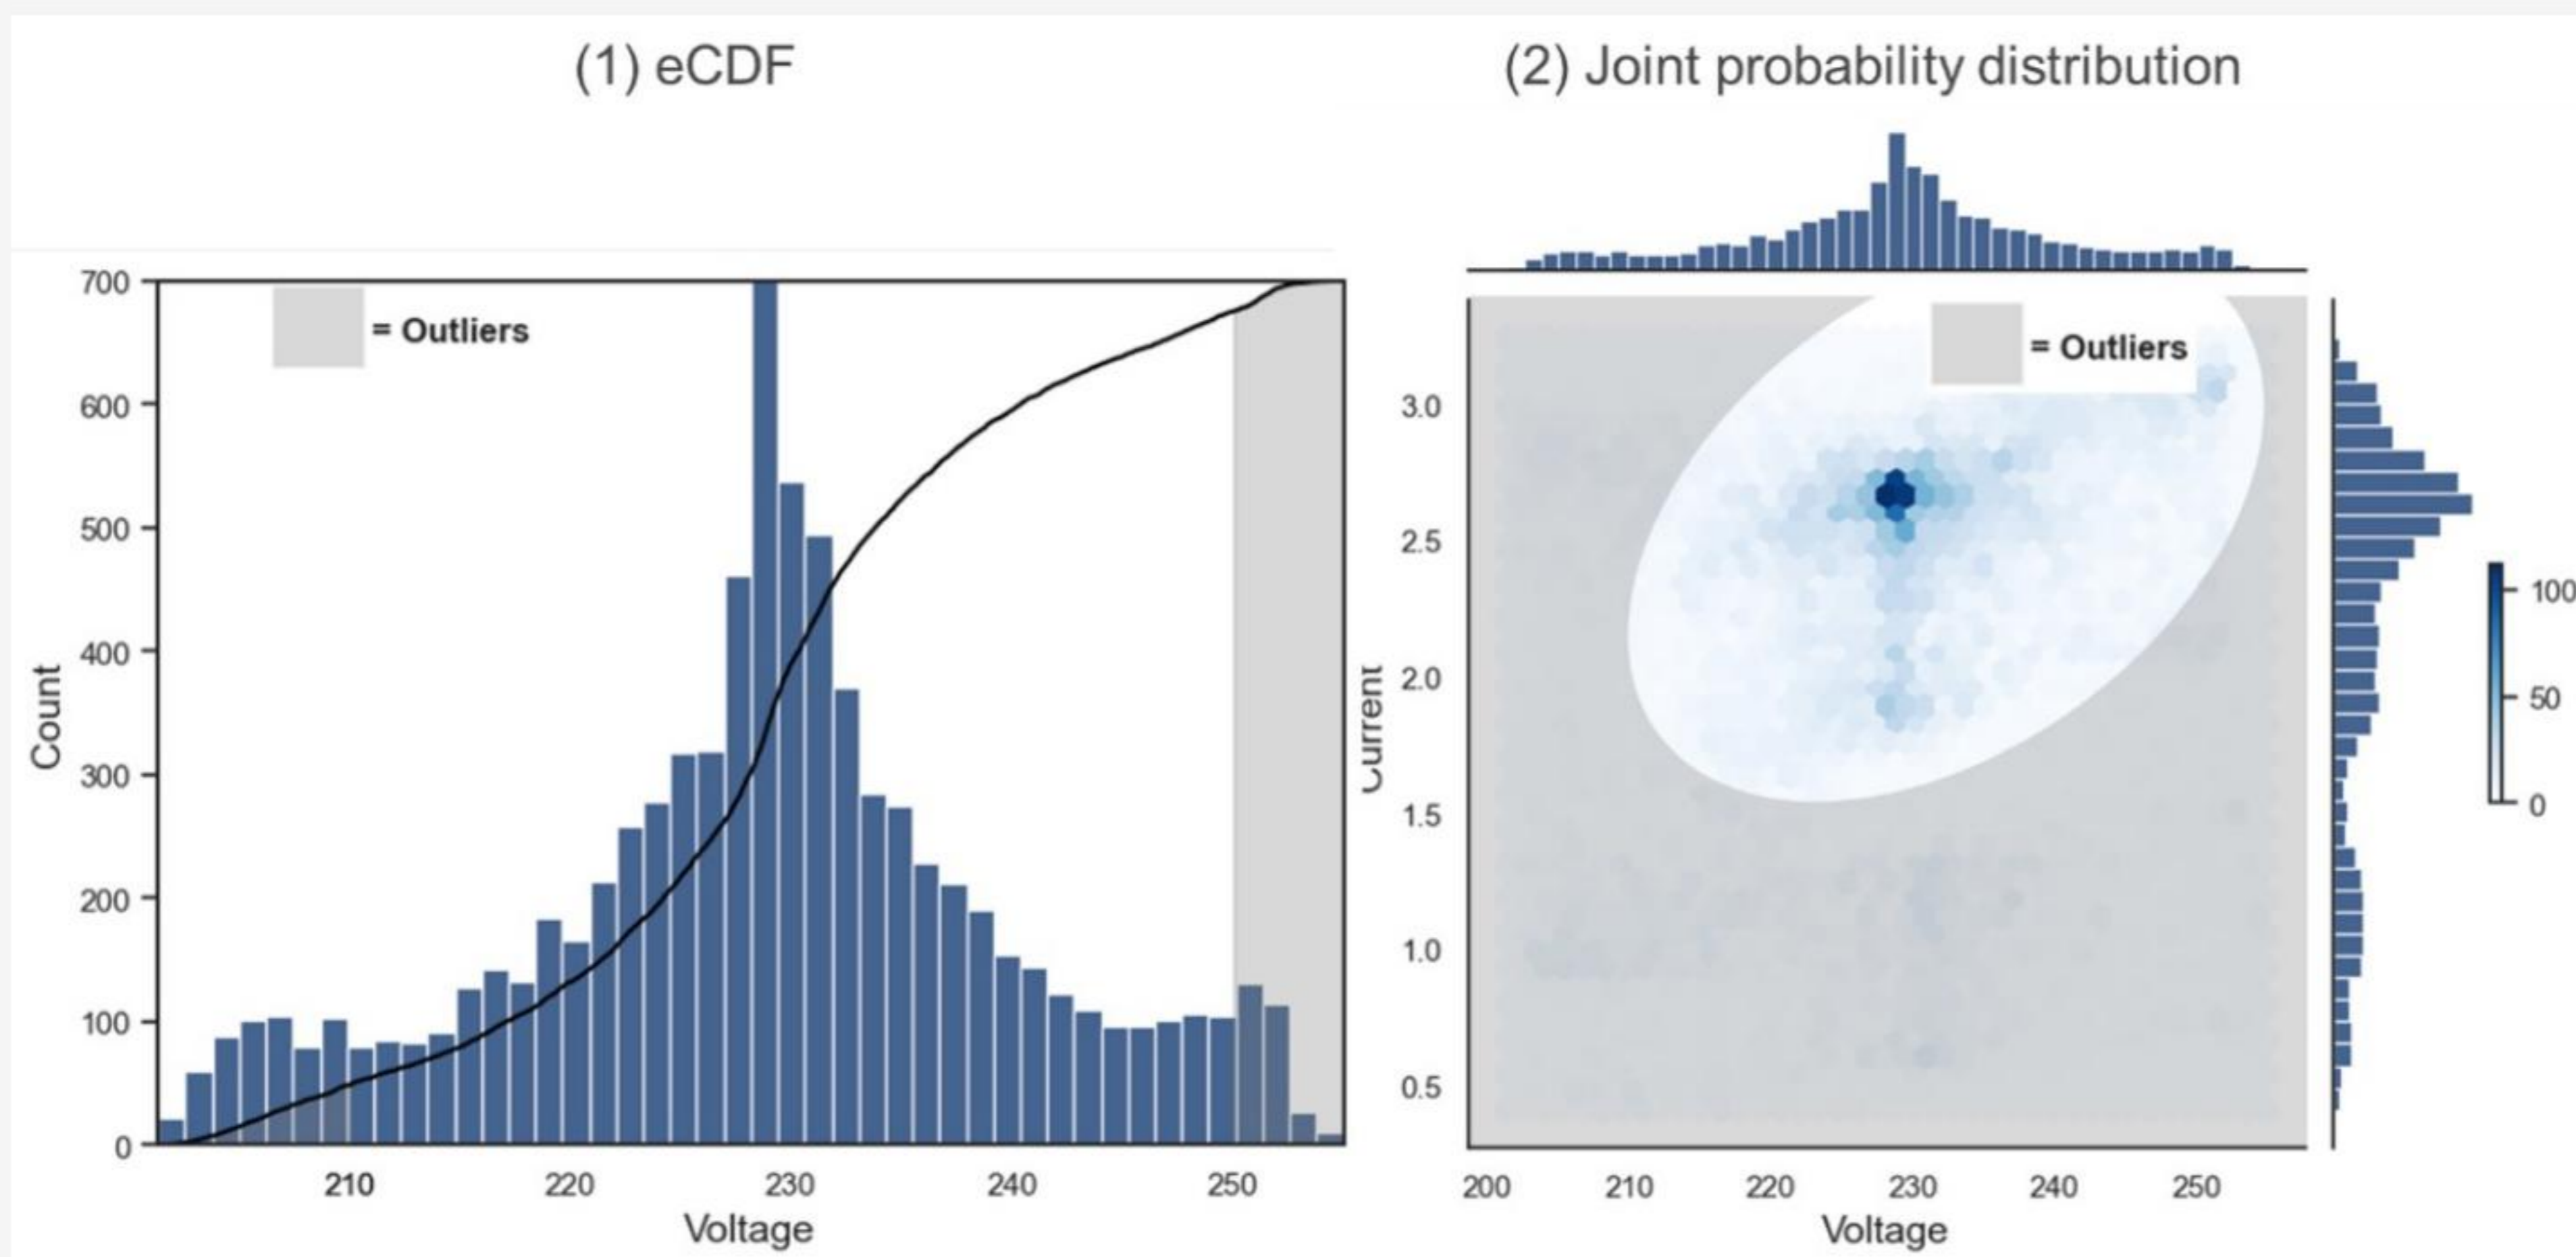 (1) eCDF
700
600
500
400
300
200
100
0
Count
= Outliers
210 220 230 240 250
Voltage
(2) Joint probability distribution
3.0
2.5
2.0
1.5
1.0
0.5
Current
= Outliers
200 210 220 230 240 250
Voltage
100
50
0